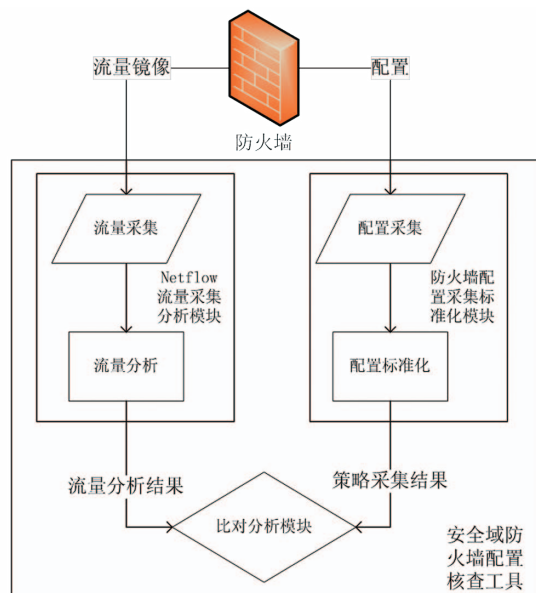 流量镜像
配置
防火墙
流量采集
配置采集
Netflow
流量采集
分析模块
防火墙配
置采集标
准化模块
流量分析
配置标准化
流量分析结果
策略采集结果
比对分析模块
安全域防
火墙配置
核查工具